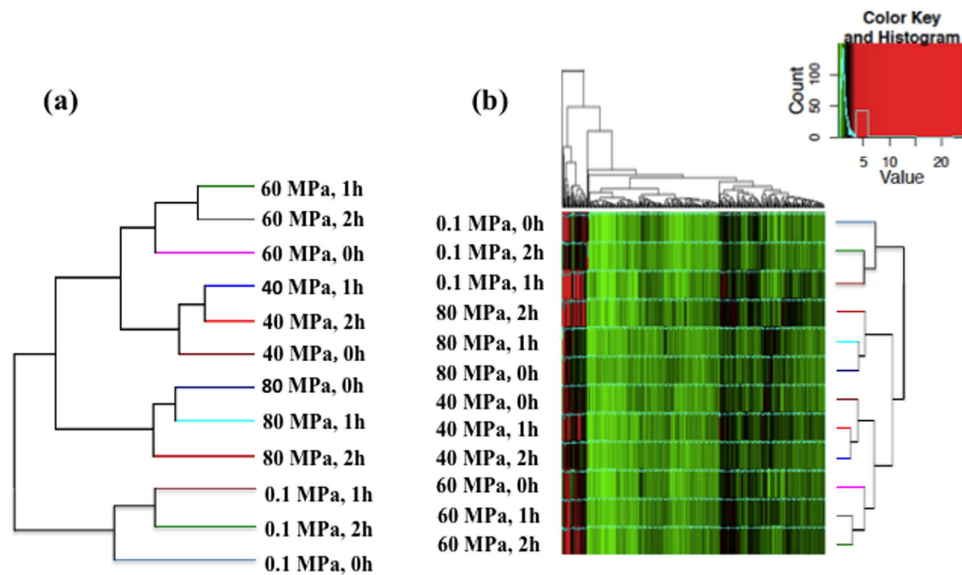 Color Key
and Histogram
(a)
(b)
Count
0
50
100
5
10
20
Value
60 MPa, 1h
60 MPa, 2h
60 MPa, 0h
40 MPa, 1h
40 MPa, 2h
40 MPa, 0h
80 MPa, 0h
80 MPa, 1h
80 MPa, 2h
0.1 MPa, 1h
0.1 MPa, 2h
0.1 MPa, 0h
0.1 MPa, 0h
0.1 MPa, 2h
0.1 MPa, 1h
80 MPa, 2h
80 MPa, 1h
80 MPa, 0h
40 MPa, 0h
40 MPa, 1h
40 MPa, 2h
60 MPa, 0h
60 MPa, 1h
60 MPa, 2h